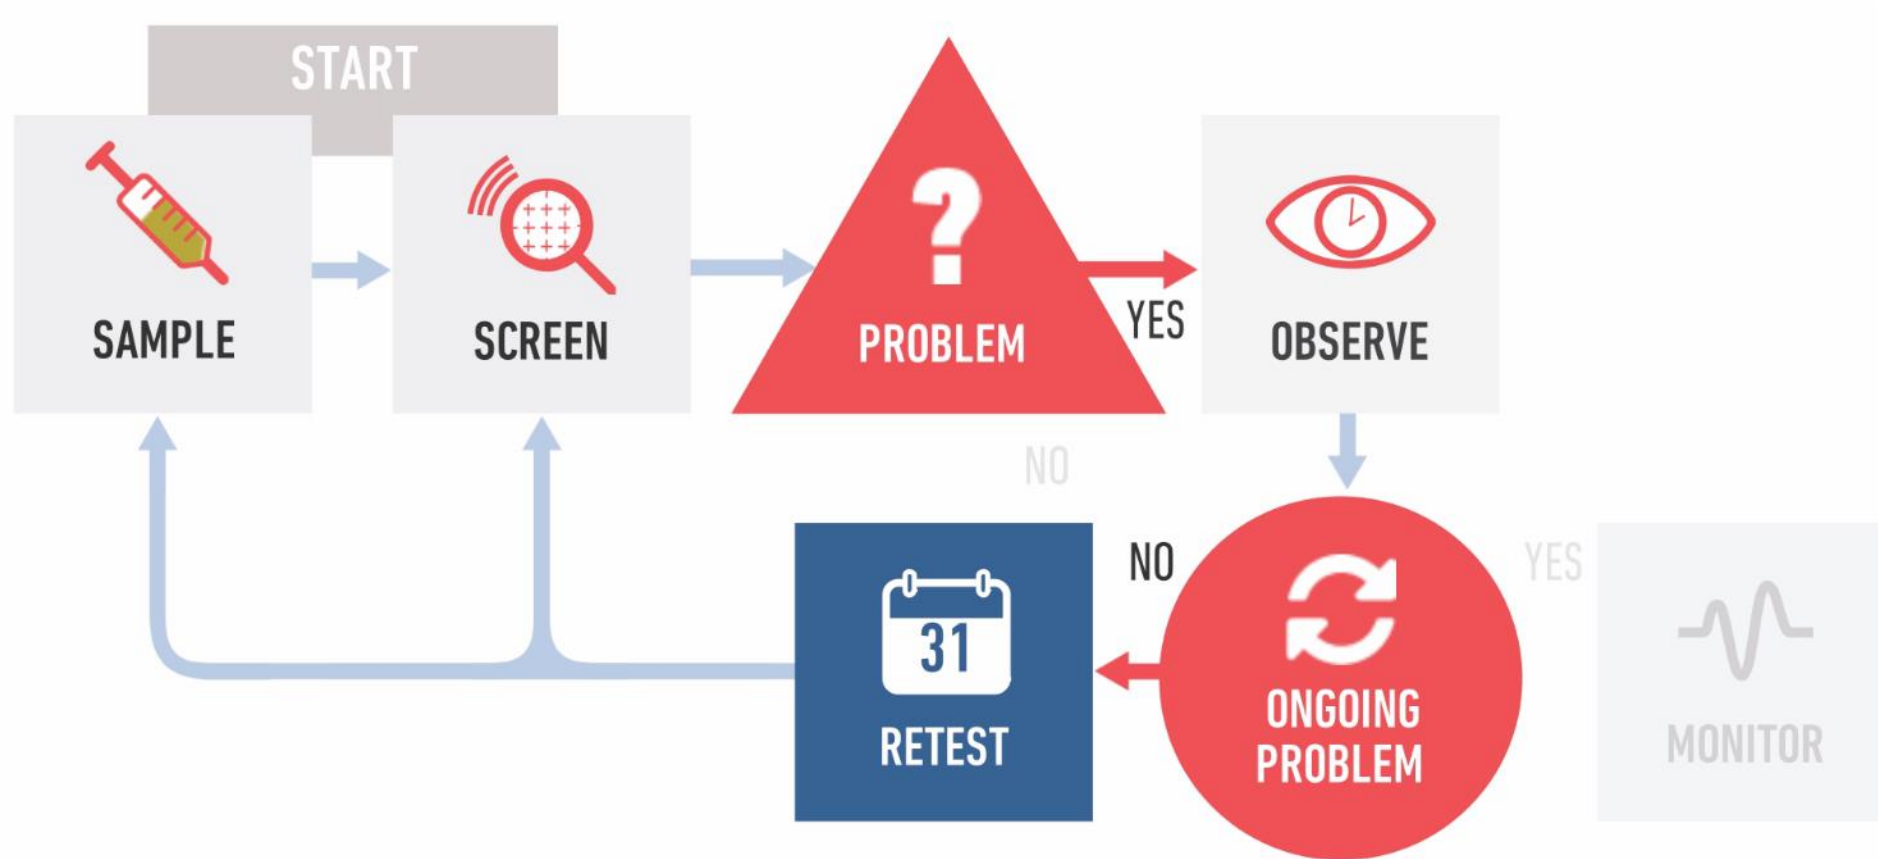 START
SAMPLE
SCREEN
?
PROBLEM
YES
OBSERVE
NO
NO
YES
31
RETEST
ONGOING
PROBLEM
MONITOR